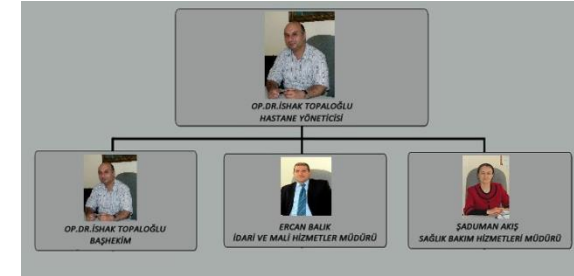 OP.DR.İSHAK TOPALOĞLU
HASTANE YÖNETİCİSİ
OP.DR.İSHAK TOPALOĞLU
BAŞHEKİM
ERCAN BALIK
İDARİ VE MALİ HİZMETLER MÜDÜRÜ
ŞADUMAN AKIŞ
SAĞLIK BAKIM HİZMETLERİ MÜDÜRÜ